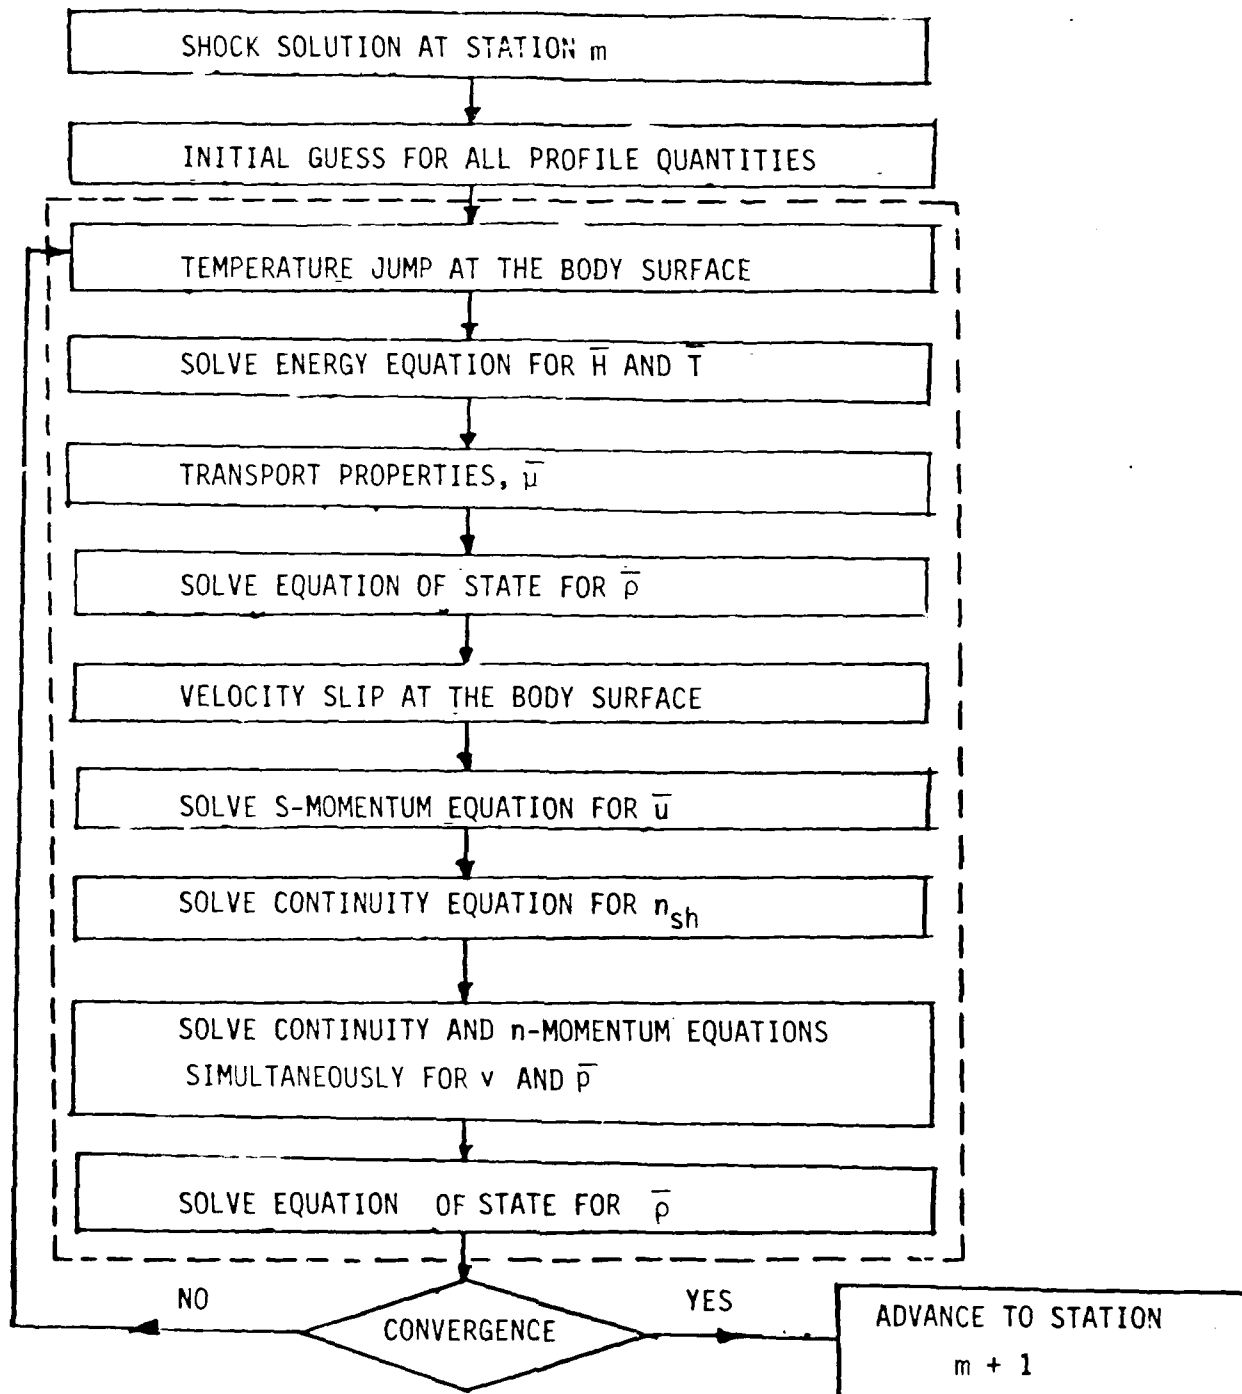 SHOCK SOLUTION AT STATION m
INITIAL GUESS FOR ALL PROFILE QUANTITIES
TEMPERATURE JUMP AT THE BODY SURFACE
SOLVE ENERGY EQUATION FOR H̅ AND T̅
TRANSPORT PROPERTIES, μ̅
SOLVE EQUATION OF STATE FOR ρ̅
VELOCITY SLIP AT THE BODY SURFACE
SOLVE S-MOMENTUM EQUATION FOR u̅
SOLVE CONTINUITY EQUATION FOR n_sh
SOLVE CONTINUITY AND n-MOMENTUM EQUATIONS
SIMULTANEOUSLY FOR v AND p̅
SOLVE EQUATION OF STATE FOR ρ̅
NO
CONVERGENCE
YES
ADVANCE TO STATION
m + 1